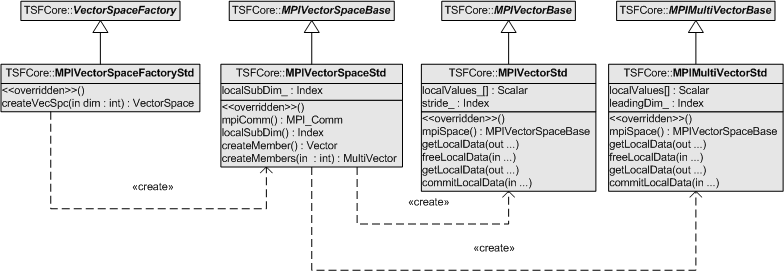 TSFCore::VectorSpaceFactory
TSFCore::MPIVectorSpaceBase
TSFCore::MPIVectorBase
TSFCore::MPIMultiVectorBase
TSFCore::MPIVectorSpaceFactoryStd
<<overridden>>()
createVecSpc(in dim : int) : VectorSpace
TSFCore::MPIVectorSpaceStd
localSubDim_ : Index
<<overridden>>()
mpiComm() : MPI_Comm
localSubDim() : Index
createMember() : Vector
createMembers(in  : int) : MultiVector
TSFCore::MPIVectorStd
localValues_[] : Scalar
stride_ : Index
<<overridden>>()
mpiSpace() : MPIVectorSpaceBase
getLocalData(out ...)
freeLocalData(in ...)
getLocalData(out ...)
commitLocalData(in ...)
TSFCore::MPIMultiVectorStd
localValues[] : Scalar
leadingDim_ : Index
<<overridden>>()
mpiSpace() : MPIVectorSpaceBase
getLocalData(out ...)
freeLocalData(in ...)
getLocalData(out ...)
commitLocalData(in ...)
«create»
«create»
«create»